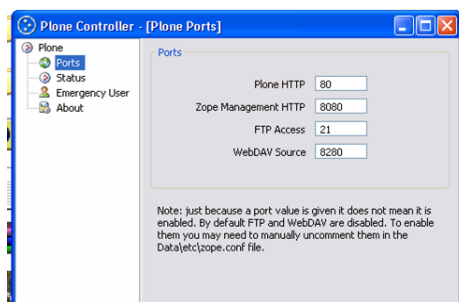 Plone Controller - [Plone Ports]
Plone
Ports
Status
Emergency User
About
Ports
Plone HTTP 80
Zope Management HTTP 8080
FTP Access 21
WebDAV Source 8280
Note: just because a port value is given it does not mean it is
enabled. By default FTP and WebDAV are disabled. To enable
them you may need to manually uncomment them in the
Data\etc\zope.conf file.